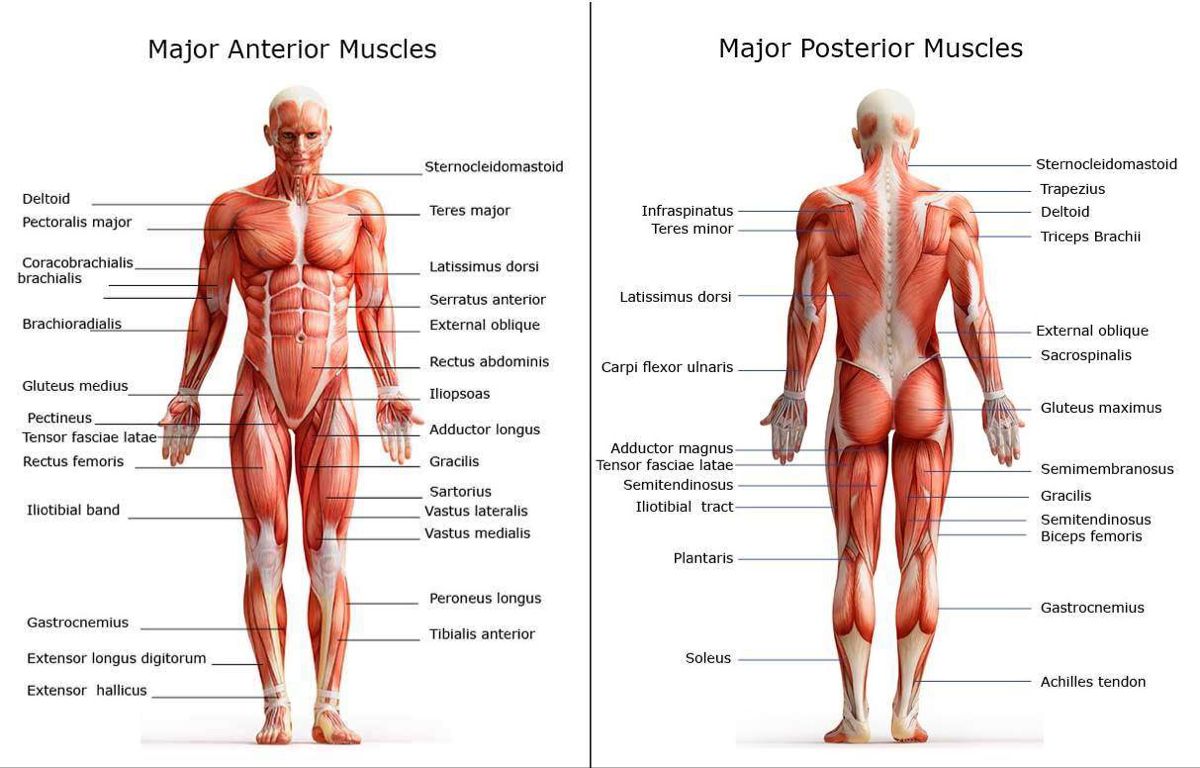 Major Anterior Muscles
Deltoid
Pectoralis major
Coracobrachialis
brachialis
Brachioradialis
Gluteus medius
Pectineus
Tensor fasciae latae
Rectus femoris
Iliotibial band
Gastrocnemius
Extensor longus digitorum
Extensor hallicus
Sternocleidomastoid
Teres major
Latissimus dorsi
Serratus anterior
External oblique
Rectus abdominis
Iliopsoas
Adductor longus
Gracilis
Sartorius
Vastus lateralis
Vastus medialis
Peroneus longus
Tibialis anterior
Major Posterior Muscles
Infraspinatus
Teres minor
Latissimus dorsi
Carpi flexor ulnaris
Adductor magnus
Tensor fasciae latae
Semitendinosus
Iliotibial tract
Plantaris
Soleus
Sternocleidomastoid
Trapezius
Deltoid
Triceps Brachii
External oblique
Sacrospinalis
Gluteus maximus
Semimembranosus
Gracilis
Semitendinosus
Biceps femoris
Gastrocnemius
Achilles tendon